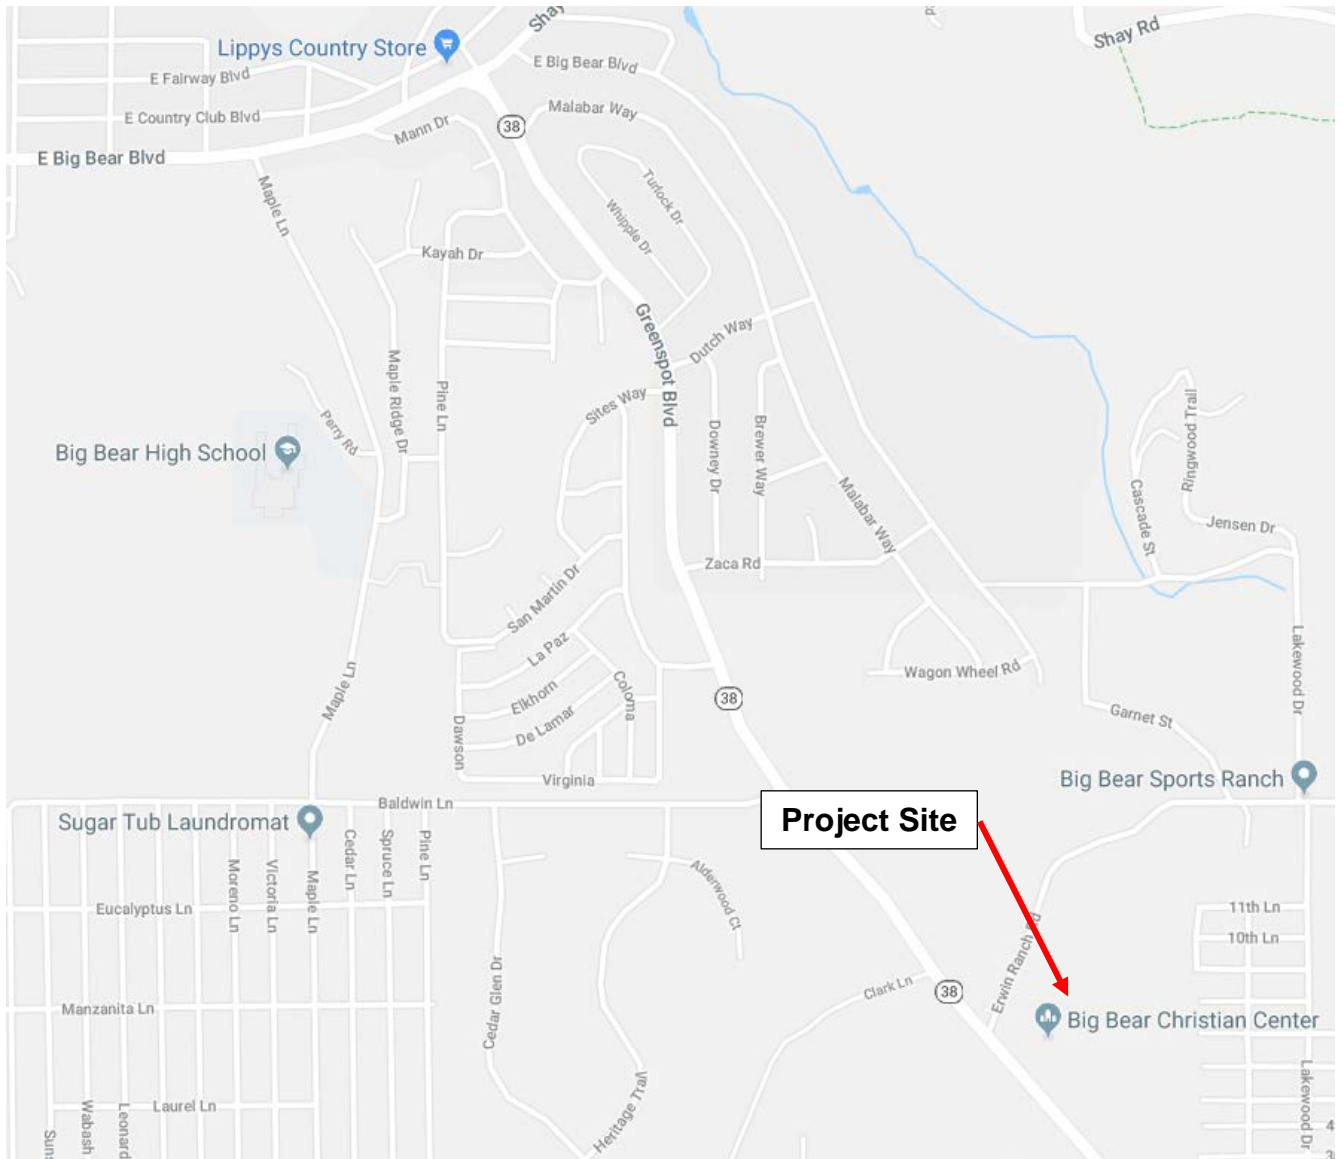 Shay
Rd
Shay Rd
Lippys Country Store
E Big Bear Blvd
E Fairway Blvd
Malabar Way
E Country Club Blvd
38
Mann Dr
E Big Bear Blvd
Turlock Dr
Maple Ln
Whipple Dr
Kayah Dr
Greenspot Blvd
Dutch Way
Maple Ridge Dr
Pine Ln
Sites Way
Ringwood Trail
Perry Rd
Downey Dr
Brewer Way
Big Bear High School
Malabar Way
Cascade St
Jensen Dr
Zaca Rd
San Martin Dr
La Paz
Lakewood Dr
Wagon Wheel Rd
Maple Ln
Elkhorn
Coloma
38
Garnet St
De Lamar
Dawson
Virginia
Big Bear Sports Ranch
Baldwin Ln
Project Site
Sugar Tub Laundromat
Cedar Ln
Spruce Ln
Pine Ln
Moreno Ln
Victoria Ln
Maple Ln
Alderwood Ct
Eucalyptus Ln
11th Ln
10th Ln
Erwin Ranch Rd
Cedar Glen Dr
Clark Ln
38
Manzanita Ln
Big Bear Christian Center
Heritage Trail
Lakewood Dr
Laurel Ln
Wabash
Leonard
Suns
4
3